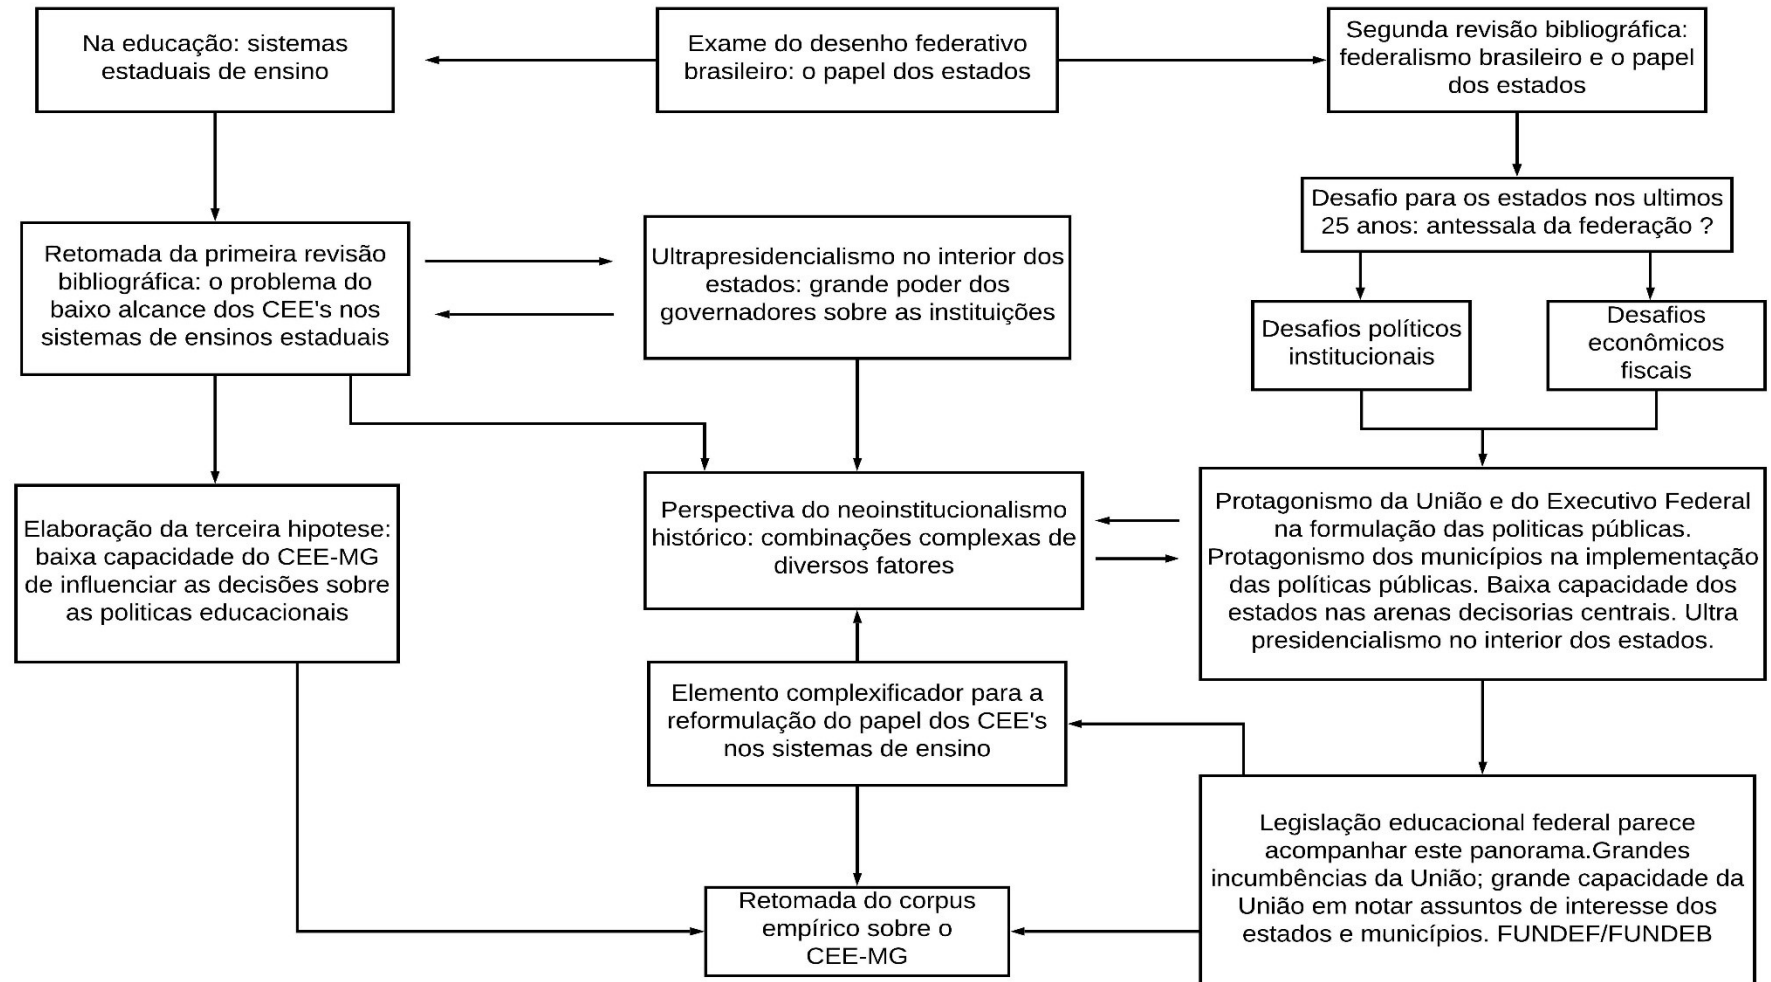 Na educação: sistemas
estaduais de ensino
Exame do desenho federativo
brasileiro: o papel dos estados
Segunda revisão bibliográfica:
federalismo brasileiro e o papel
dos estados
Desafio para os estados nos ultimos
25 anos: antessala da federação ?
Retomada da primeira revisão
bibliográfica: o problema do
baixo alcance dos CEE's nos
sistemas de ensinos estaduais
Ultrapresidencialismo no interior dos
estados: grande poder dos
governadores sobre as instituições
Desafios políticos
institucionais
Desafios
econômicos
fiscais
Elaboração da terceira hipotese:
baixa capacidade do CEE-MG
de influenciar as decisões sobre
as politicas educacionais
Perspectiva do neoinstitucionalismo
histórico: combinações complexas de
diversos fatores
Protagonismo da União e do Executivo Federal
na formulação das politicas públicas.
Protagonismo dos municípios na implementação
das políticas públicas. Baixa capacidade dos
estados nas arenas decisorias centrais. Ultra
presidencialismo no interior dos estados.
Elemento complexificador para a
reformulação do papel dos CEE's
nos sistemas de ensino
Legislação educacional federal parece
acompanhar este panorama.Grandes
incumbências da União; grande capacidade da
União em notar assuntos de interesse dos
estados e municípios. FUNDEF/FUNDEB
Retomada do corpus
empírico sobre o
CEE-MG